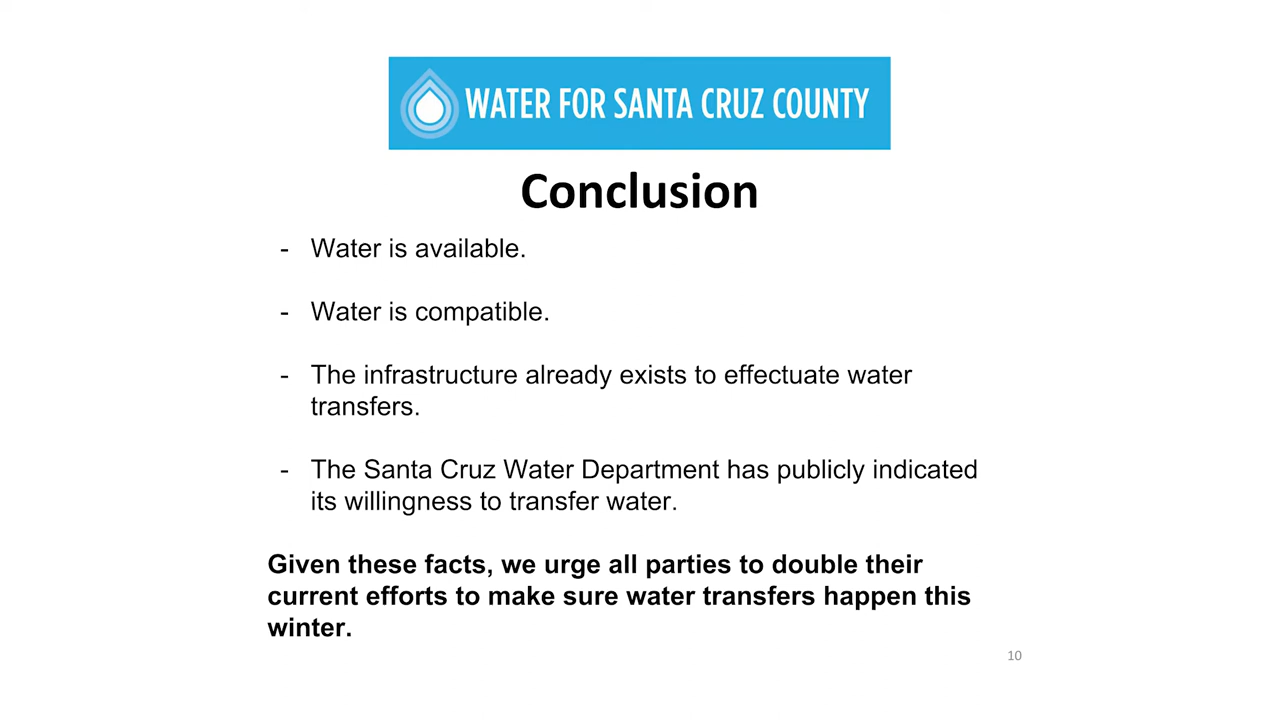 WATER FOR SANTA CRUZ COUNTY
Conclusion
- Water is available.
- Water is compatible.
- The infrastructure already exists to effectuate water
transfers.
- The Santa Cruz Water Department has publicly indicated
its willingness to transfer water.
Given these facts, we urge all parties to double their
current efforts to make sure water transfers happen this
winter.
10